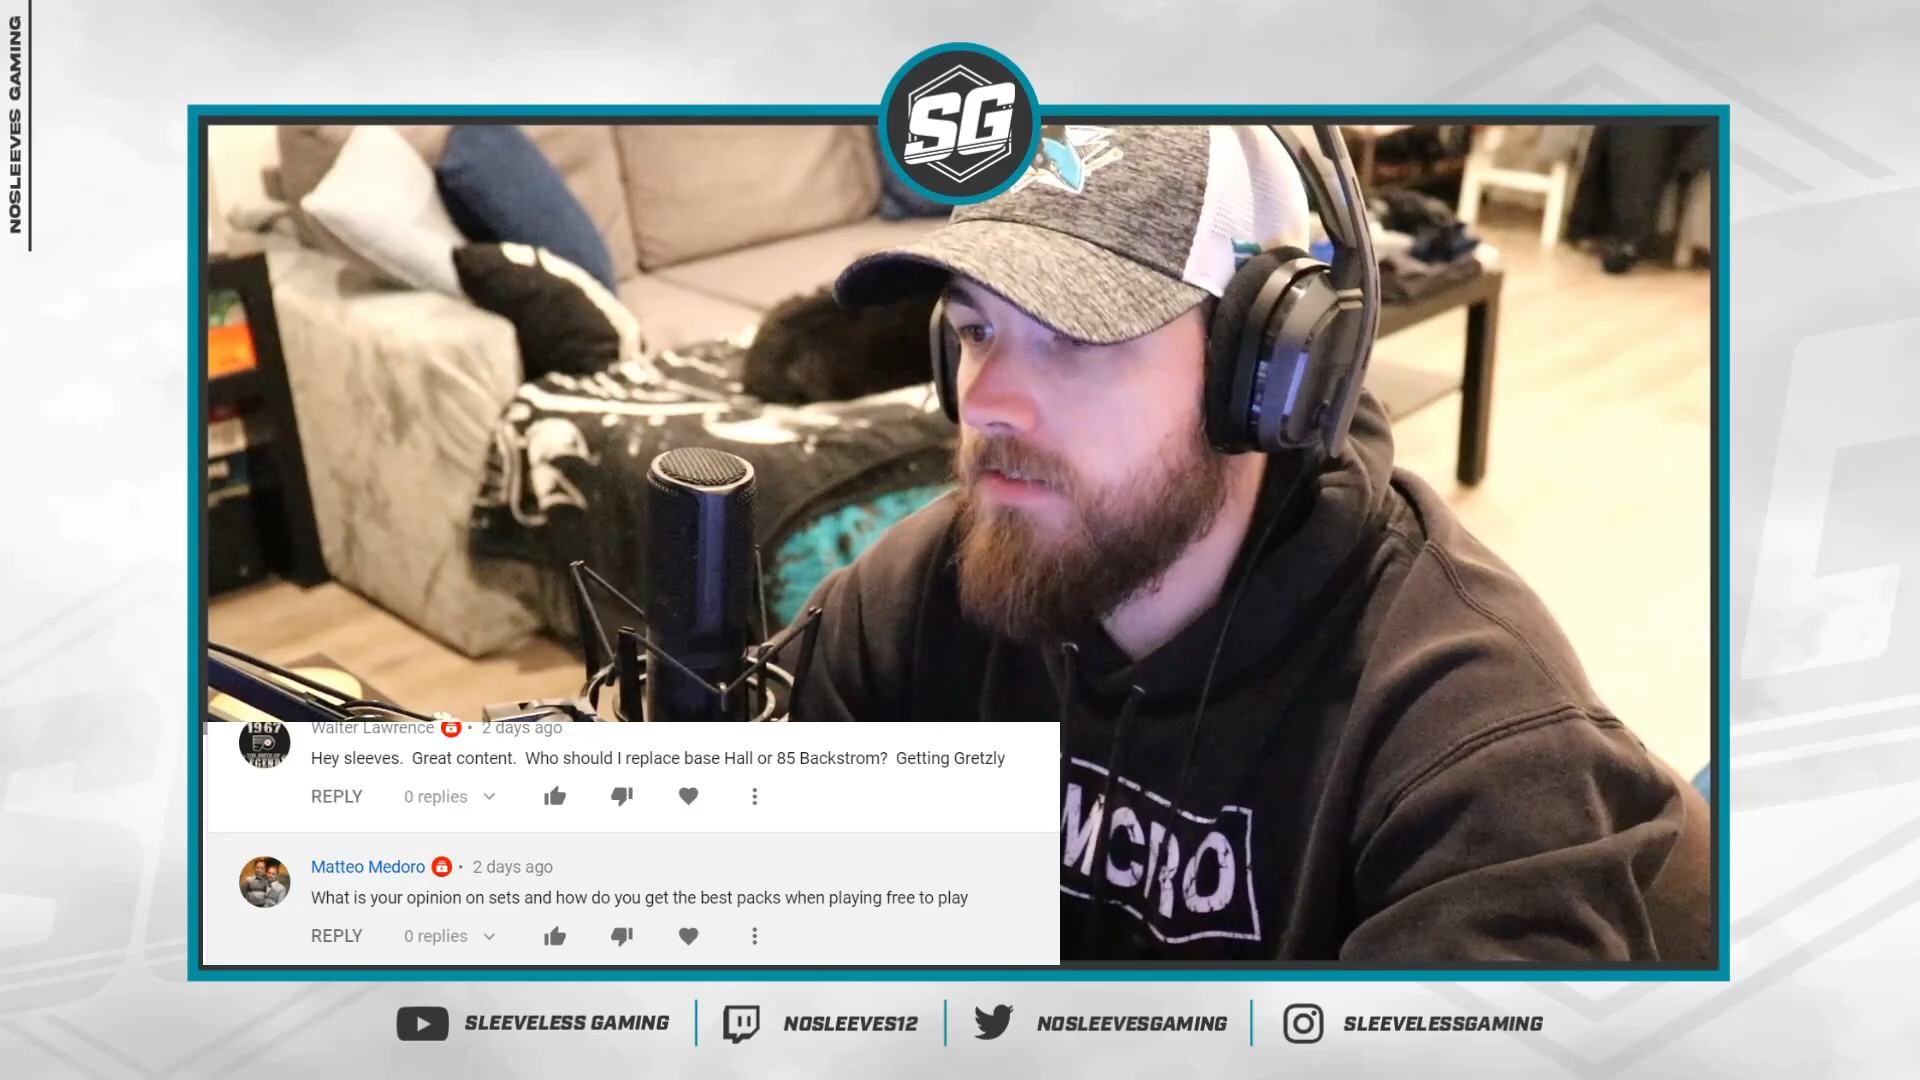 NOSLEEVES GAMING
SG
Walter Lawrence • 2 days ago
Hey sleeves. Great content. Who should I replace base Hall or 85 Backstrom? Getting Gretzly
REPLY 0 replies
Matteo Medoro • 2 days ago
What is your opinion on sets and how do you get the best packs when playing free to play
REPLY 0 replies
1967
SLEEVELESS GAMING
NOSLEEVES12
NOSLEEVESGAMING
SLEEVELESSGAMING